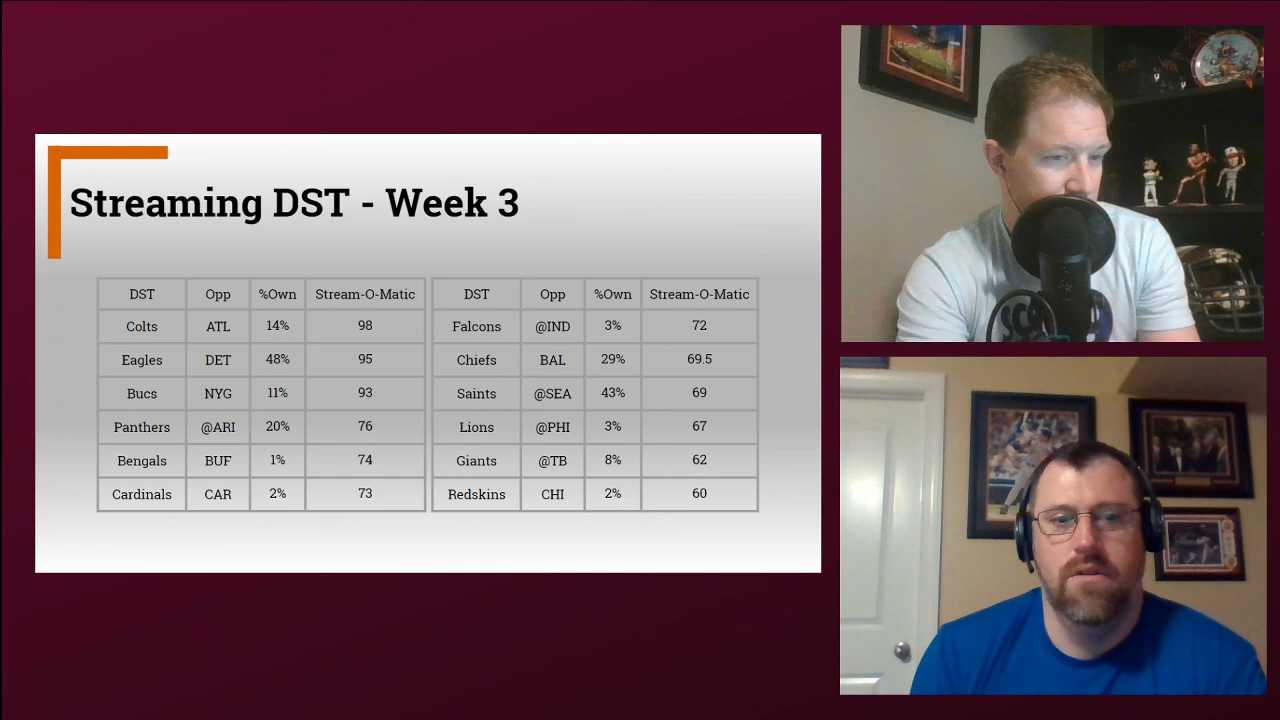 Streaming DST - Week 3
DST Opp %Own Stream-O-Matic DST Opp %Own Stream-O-Matic
Colts ATL 14% 98 Falcons @IND 3% 72
Eagles DET 48% 95 Chiefs BAL 29% 69.5
Bucs NYG 11% 93 Saints @SEA 43% 69
Panthers @ARI 20% 76 Lions @PHI 3% 67
Bengals BUF 1% 74 Giants @TB 8% 62
Cardinals CAR 2% 73 Redskins CHI 2% 60